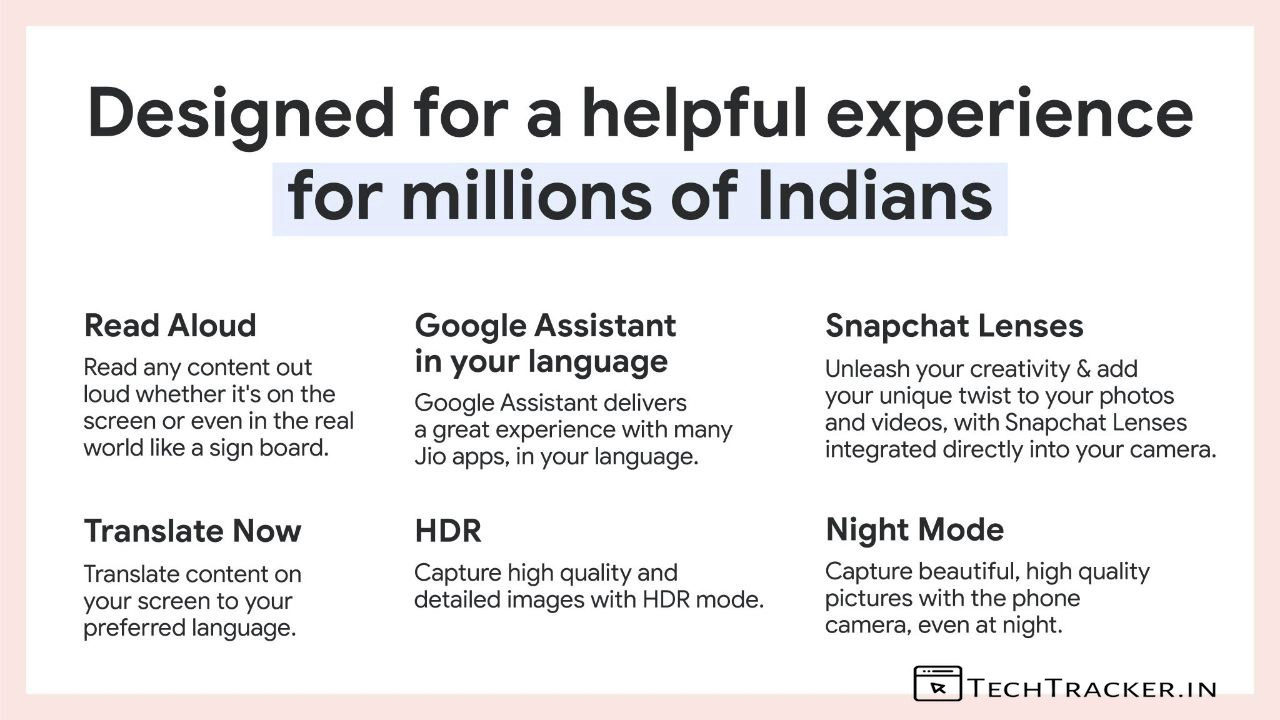 Designed for a helpful experience
for millions of Indians
Read Aloud
Read any content out
loud whether it's on the
screen or even in the real
world like a sign board.
Google Assistant
in your language
Google Assistant delivers
a great experience with many
Jio apps, in your language.
Snapchat Lenses
Unleash your creativity & add
your unique twist to your photos
and videos, with Snapchat Lenses
integrated directly into your camera.
Translate Now
Translate content on
your screen to your
preferred language.
HDR
Capture high quality and
detailed images with HDR mode.
Night Mode
Capture beautiful, high quality
pictures with the phone
camera, even at night.
TECHTRACKER.IN